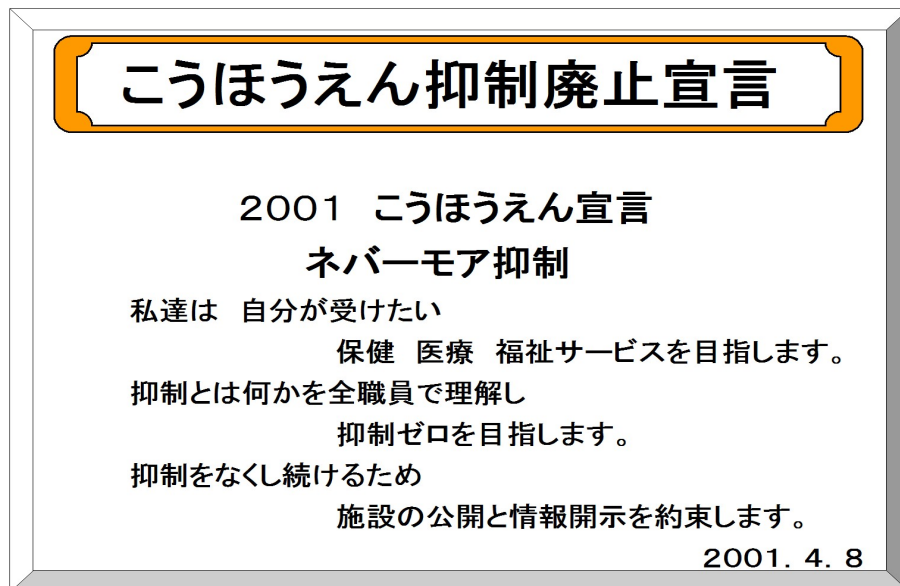 こうほうえん抑制廃止宣言
2001　こうほうえん宣言
ネバーモア抑制
私達は　自分が受けたい
保健　医療　福祉サービスを目指します。
抑制とは何かを全職員で理解し
抑制ゼロを目指します。
抑制をなくし続けるため
施設の公開と情報開示を約束します。
2001. 4. 8